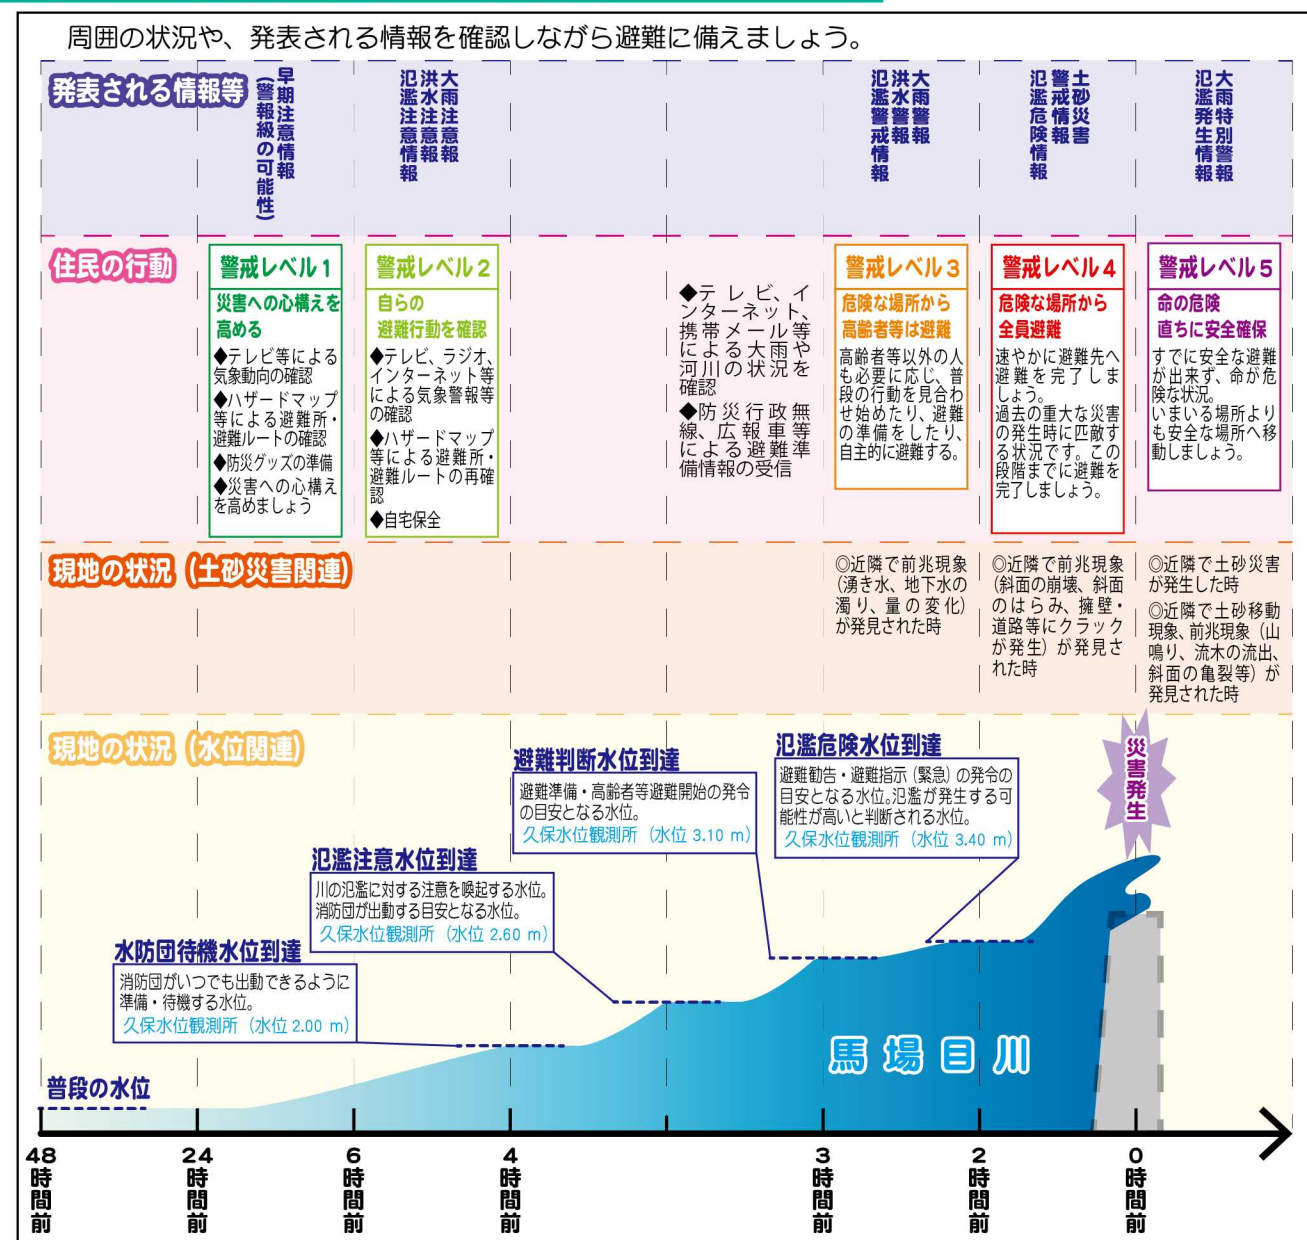 周囲の状況や、発表される情報を確認しながら避難に備えましょう。
発表される情報等
早期注意情報
(警報級の可能性)
大雨注意報
洪水注意報
氾濫注意情報
大雨警報
洪水警報
氾濫警戒情報
土砂災害
警戒情報
氾濫危険情報
大雨特別警報
氾濫発生情報
住民の行動
警戒レベル1
災害への心構えを
高める
◆テレビ等による
気象動向の確認
◆ハザードマップ
等による避難所・
避難ルートの確認
◆防災グッズの準備
◆災害への心構え
を高めましょう
警戒レベル2
自らの
避難行動を確認
◆テレビ、ラジオ、
インターネット等
による気象警報等
の確認
◆ハザードマップ
等による避難所・
避難ルートの再確
認
◆自宅保全
◆テレビ、イ
ンターネット、
携帯メール等
による大雨や
河川の状況を
確認
◆防災行政無
線、広報車等
による避難準
備情報の受信
警戒レベル3
危険な場所から
高齢者等は避難
高齢者等以外の人
も必要に応じ、普
段の行動を見合わ
せ始めたり、避難
の準備をしたり、
自主的に避難する。
警戒レベル4
危険な場所から
全員避難
速やかに避難先へ
避難を完了しま
しょう。
過去の重大な災害
の発生時に匹敵す
る状況です。この
段階までに避難を
完了しましょう。
警戒レベル5
命の危険
直ちに安全確保
すでに安全な避難
が出来ず、命が危
険な状況。
いまいる場所より
も安全な場所へ移
動しましょう。
現地の状況(土砂災害関連)
◎近隣で前兆現象
(湧き水、地下水の
濁り、量の変化)
が発見された時
◎近隣で前兆現象
(斜面の崩壊、斜面
のはらみ、擁壁・
道路等にクラック
が発生)が発見さ
れた時
◎近隣で土砂災害
が発生した時
◎近隣で土砂移動
現象、前兆現象(山
鳴り、流木の流出、
斜面の亀裂等)が
発見された時
現地の状況(水位関連)
災害発生
氾濫危険水位到達
避難勧告・避難指示(緊急)の発令の
目安となる水位。氾濫が発生する可
能性が高いと判断される水位。
久保水位観測所(水位 3.40 m)
避難判断水位到達
避難準備・高齢者等避難開始の発令
の目安となる水位。
久保水位観測所(水位 3.10 m)
氾濫注意水位到達
川の氾濫に対する注意を喚起する水位。
消防団が出動する目安となる水位。
久保水位観測所(水位 2.60 m)
水防団待機水位到達
消防団がいつでも出動できるように
準備・待機する水位。
久保水位観測所(水位 2.00 m)
普段の水位
馬場目川
48時間前
24時間前
6時間前
4時間前
3時間前
2時間前
0時間前